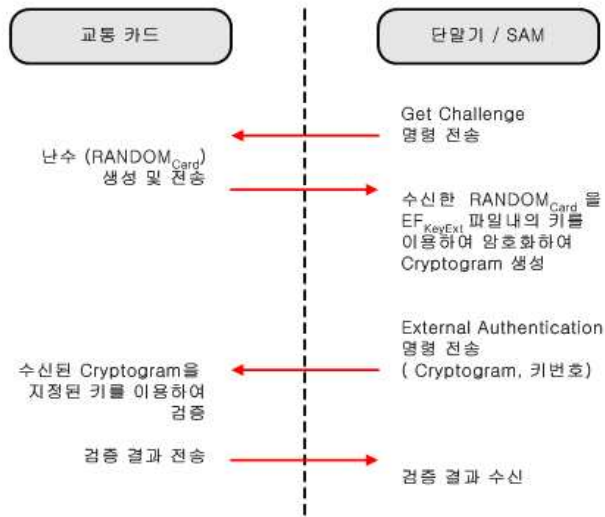 교통 카드
단말기 / SAM
Get Challenge
명령 전송
난수 (RANDOM_Card)
생성 및 전송
수신한 RANDOM_Card 을
EF_KeyExt 파일내의 키를
이용하여 암호화하여
Cryptogram 생성
External Authentication
명령 전송
( Cryptogram, 키번호)
수신된 Cryptogram을
지정된 키를 이용하여
검증
검증 결과 전송
검증 결과 수신